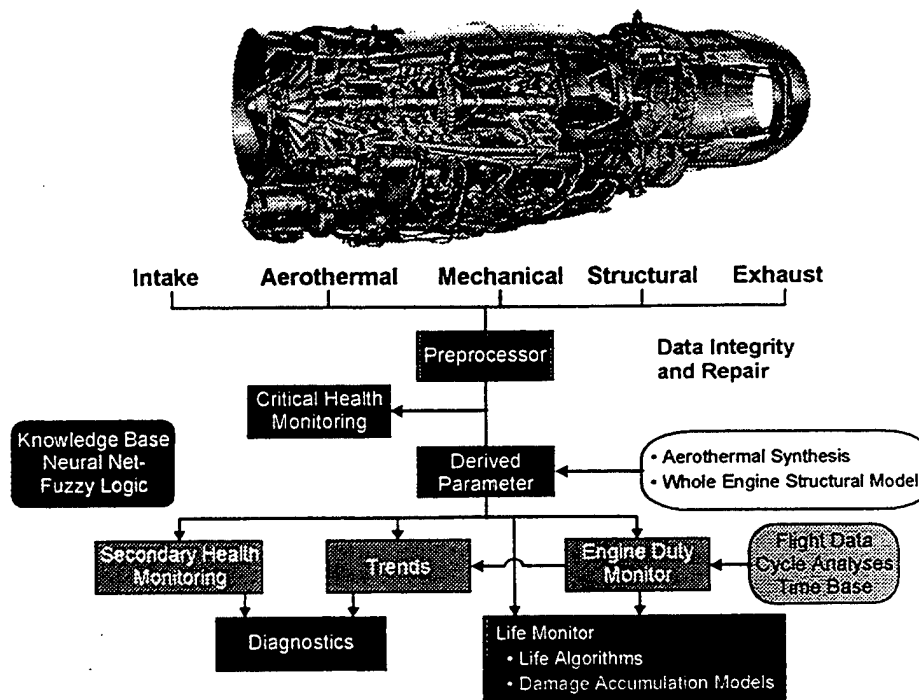 Intake Aerothermal Mechanical Structural Exhaust
Preprocessor
Data Integrity
and Repair
Critical Health
Monitoring
Knowledge Base
Neural Net-
Fuzzy Logic
Derived
Parameter
• Aerothermal Synthesis
• Whole Engine Structural Model
Secondary Health
Monitoring
Trends
Engine Duty
Monitor
Flight Data
Cycle Analyses
Time Base
Diagnostics
Life Monitor
• Life Algorithms
• Damage Accumulation Models